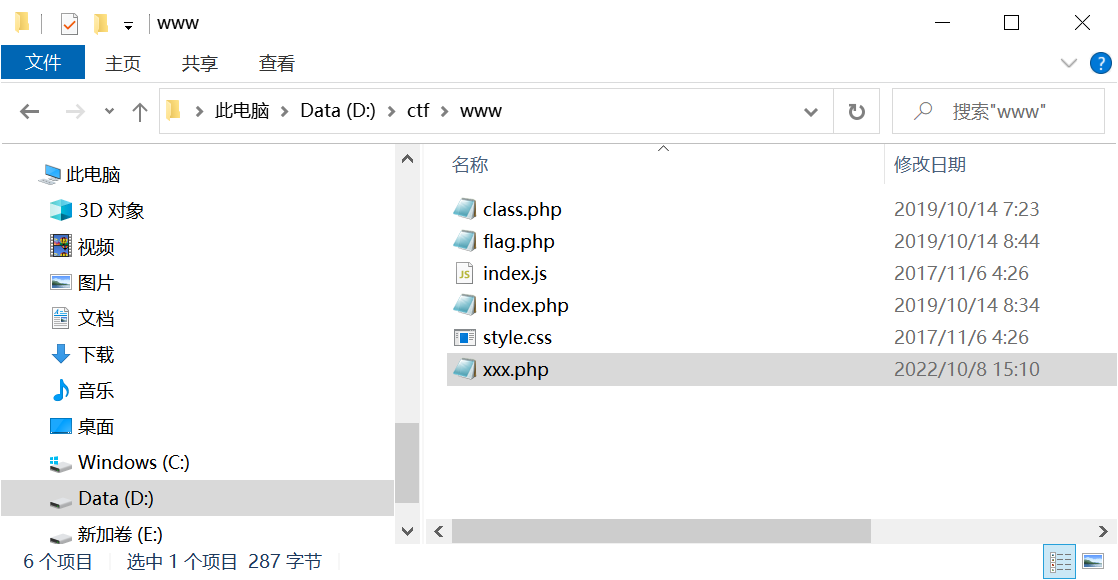 www
文件 主页 共享 查看
此电脑 Data (D:) ctf www 搜索"www"
名称 修改日期
此电脑
3D 对象
视频
图片
文档
下载
音乐
桌面
Windows (C:)
Data (D:)
新加卷 (E:)
class.php 2019/10/14 7:23
flag.php 2019/10/14 8:44
JS index.js 2017/11/6 4:26
index.php 2019/10/14 8:34
style.css 2017/11/6 4:26
xxx.php 2022/10/8 15:10
6 个项目 选中 1 个项目 287 字节